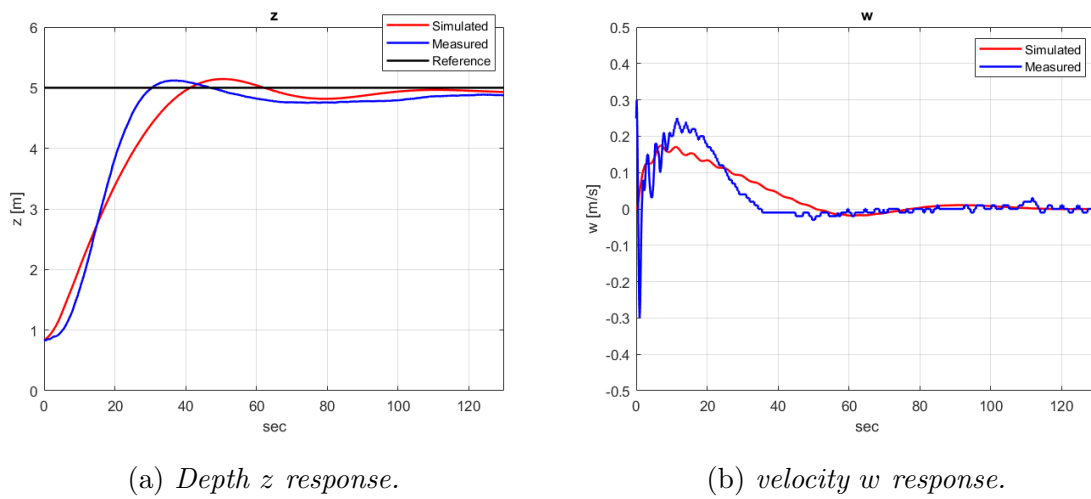 z
6
5
4
3
2
1
0
z [m]
0 20 40 60 80 100 120
sec
Simulated
Measured
Reference
(a) Depth z response.
w
0.5
0.4
0.3
0.2
0.1
0
-0.1
-0.2
-0.3
-0.4
-0.5
w [m/s]
0 20 40 60 80 100 120
sec
Simulated
Measured
(b) velocity w response.